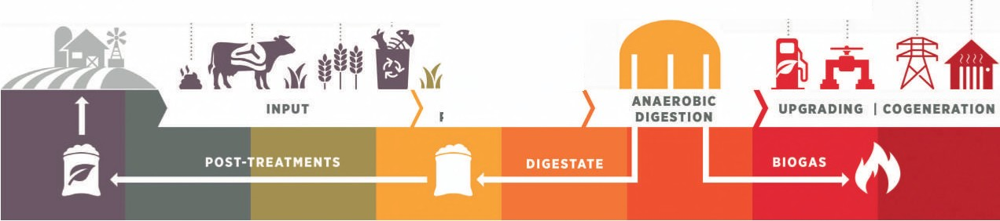 INPUT
ANAEROBIC
DIGESTION
UPGRADING | COGENERATION
POST-TREATMENTS
DIGESTATE
BIOGAS